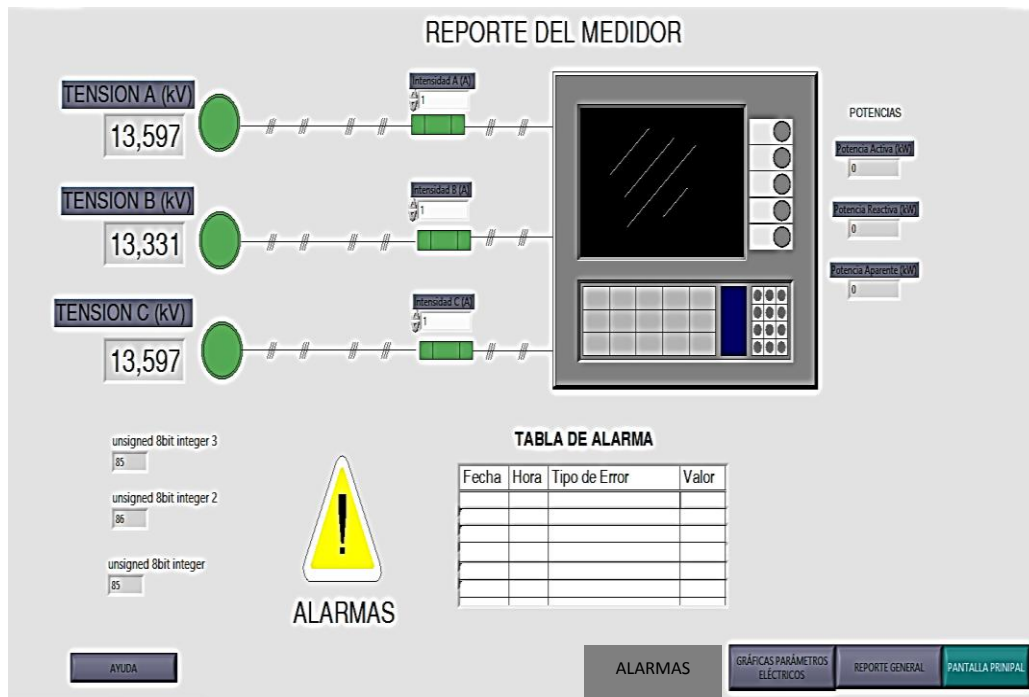 REPORTE DEL MEDIDOR
TENSION A (kV)
13,597
Intensidad A (A)
1
TENSION B (kV)
13,331
Intensidad B (A)
1
TENSION C (kV)
13,597
Intensidad C (A)
1
POTENCIAS
Potencia Activa (kW)
0
Potencia Reactiva (kW)
0
Potencia Aparente (kW)
0
unsigned 8bit integer 3
85
unsigned 8bit integer 2
86
unsigned 8bit integer
85
!
ALARMAS
TABLA DE ALARMA
Fecha Hora Tipo de Error Valor
AYUDA
ALARMAS
GRÁFICAS PARÁMETROS
ELÉCTRICOS
REPORTE GENERAL
PANTALLA PRINIPAL